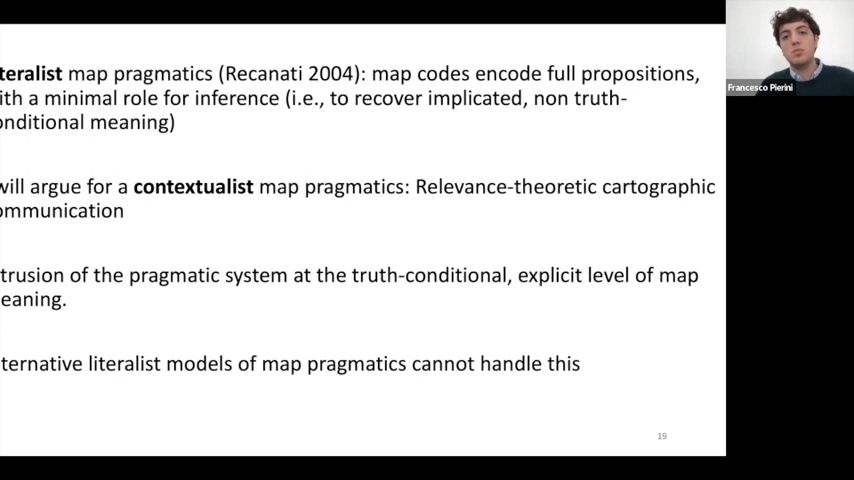 teralist map pragmatics (Recanati 2004): map codes encode full propositions,
ith a minimal role for inference (i.e., to recover implicated, non truth-
onditional meaning)
will argue for a contextualist map pragmatics: Relevance-theoretic cartographic
ommunication
trusion of the pragmatic system at the truth-conditional, explicit level of map
eaning.
ternative literalist models of map pragmatics cannot handle this
19
Francesco Pierini